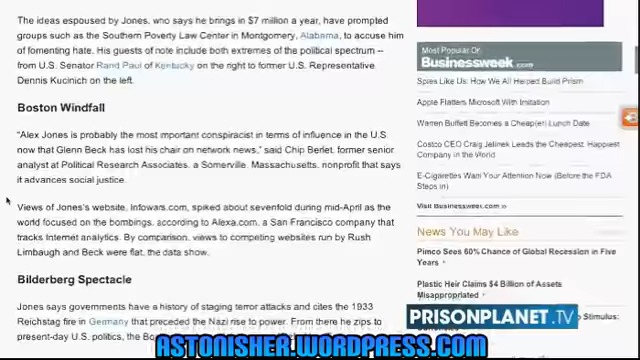 The ideas espoused by Jones, who says he brings in $7 million a year, have prompted
groups such as the Southern Poverty Law Center in Montgomery, Alabama, to accuse him
of fomenting hate. His guests of note include both extremes of the political spectrum --
from U.S. Senator Rand Paul of Kentucky on the right to former U.S. Representative
Dennis Kucinich on the left.
Boston Windfall
“Alex Jones is probably the most important conspiracist in terms of influence in the U.S.
now that Glenn Beck has lost his chair on network news,” said Chip Berlet, former senior
analyst at Political Research Associates, a Somerville, Massachusetts, nonprofit that says
it advances social justice.
Views of Jones’s website, Infowars.com, spiked about sevenfold during mid-April as the
world focused on the bombings, according to Alexa.com, a San Francisco company that
tracks Internet analytics. By comparison, views to competing websites run by Rush
Limbaugh and Beck were flat, the data show.
Bilderberg Spectacle
Jones says governments have a history of staging terror attacks and cites the 1933
Reichstag fire in Germany that preceded the Nazi rise to power. From there he zips to
present-day U.S. politics, the Bo
Most Popular On
Businessweek.com
Spies Like Us: How We All Helped Build Prism
Apple Flatters Microsoft With Imitation
Warren Buffett Becomes a Cheap(er) Lunch Date
Costco CEO Craig Jelinek Leads the Cheapest, Happiest
Company in the World
E-Cigarettes Want Your Attention Now (Before the FDA
Steps in)
Visit Businessweek.com »
News You May Like
Pimco Sees 60% Chance of Global Recession in Five
Years
Plastic Heir Claims $4 Billion of Assets
Misappropriated
Stimulus:
PRISONPLANET.TV
ASTONISHER.WORDPRESS.COM